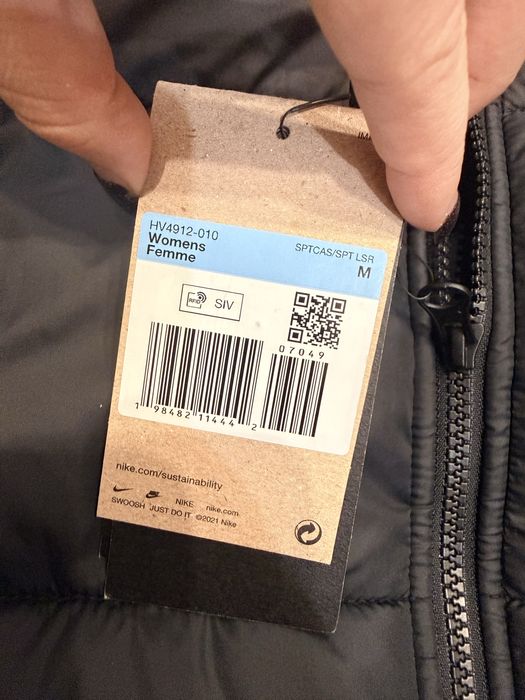 HV4912-010
Womens
Femme
SPTCAS/SPT LSR
M
RFID
SIV
07049
1 98482 11444 2
nike.com/sustainability
NIKE nike.com
SWOOSH JUST DO IT ©2021 Nike